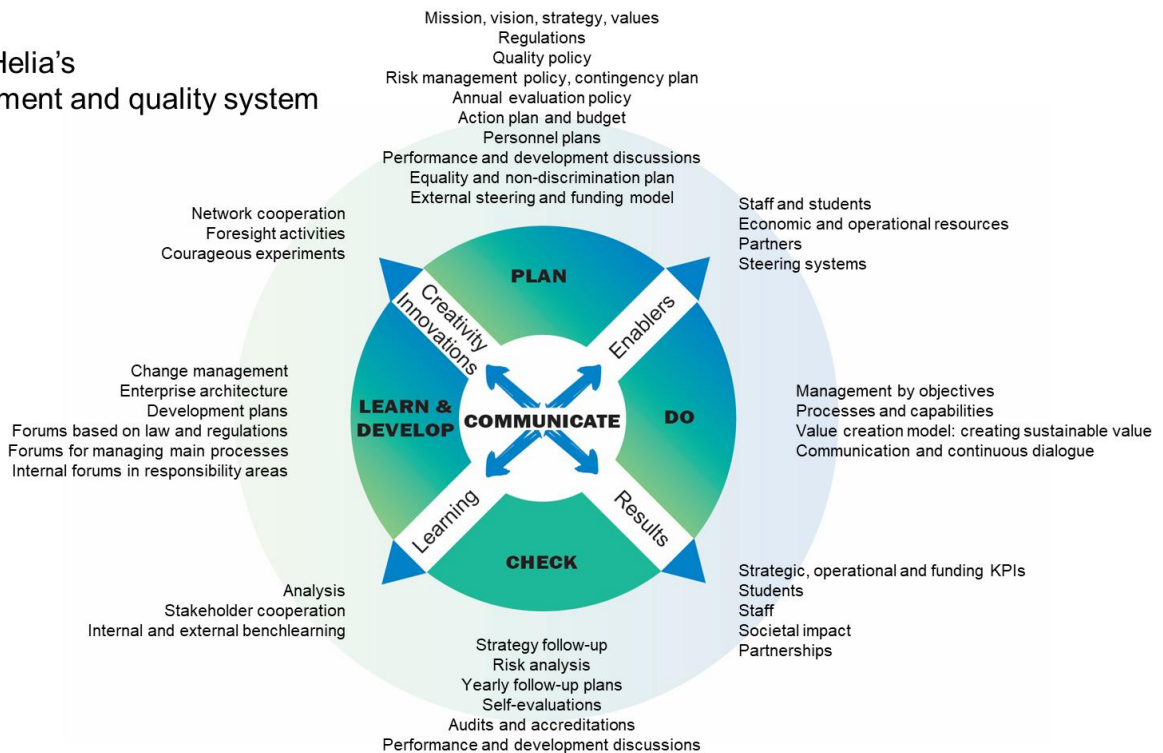 Helia's
ment and quality system
Mission, vision, strategy, values
Regulations
Quality policy
Risk management policy, contingency plan
Annual evaluation policy
Action plan and budget
Personnel plans
Performance and development discussions
Equality and non-discrimination plan
External steering and funding model
Network cooperation
Foresight activities
Courageous experiments
Staff and students
Economic and operational resources
Partners
Steering systems
PLAN
Creativity
Innovations
Enablers
Change management
Enterprise architecture
Development plans
Forums based on law and regulations
Forums for managing main processes
Internal forums in responsibility areas
LEARN &
DEVELOP
COMMUNICATE
DO
Management by objectives
Processes and capabilities
Value creation model: creating sustainable value
Communication and continuous dialogue
Learning
Results
CHECK
Analysis
Stakeholder cooperation
Internal and external benchlearning
Strategic, operational and funding KPIs
Students
Staff
Societal impact
Partnerships
Strategy follow-up
Risk analysis
Yearly follow-up plans
Self-evaluations
Audits and accreditations
Performance and development discussions